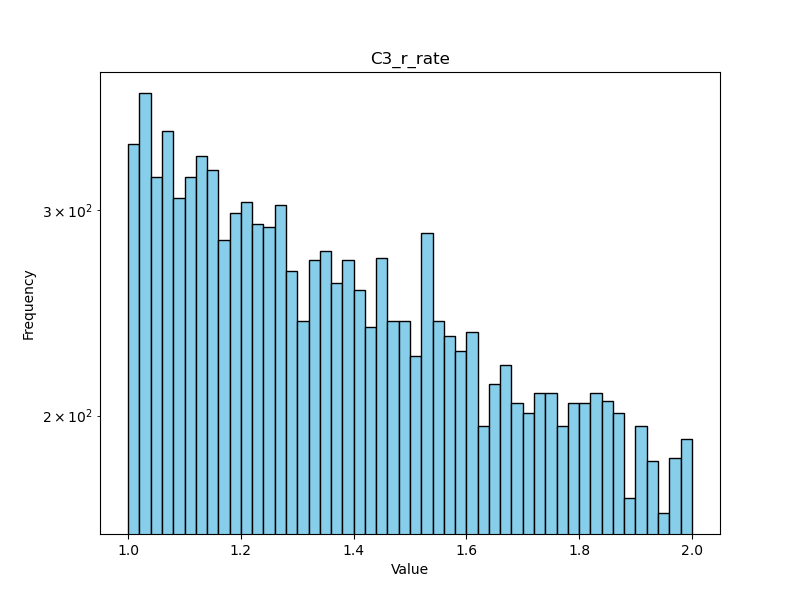 C3_r_rate
Frequency
3 × 10²
2 × 10²
1.0 1.2 1.4 1.6 1.8 2.0
Value